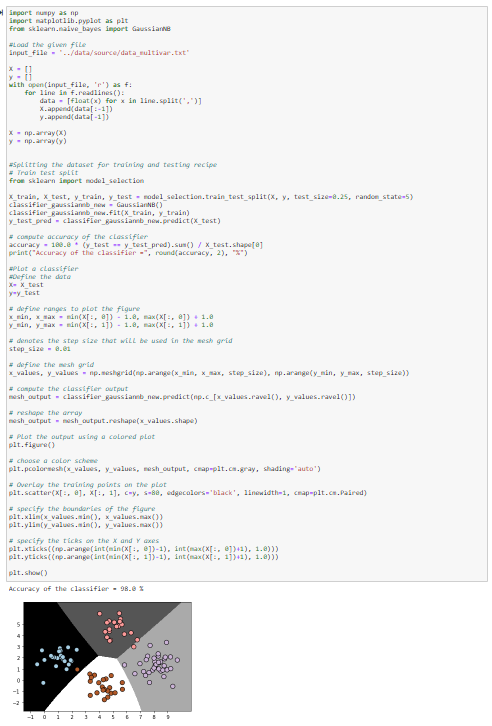 import numpy as np
import matplotlib.pyplot as plt
from sklearn.naive_bayes import GaussianNB
#Load the given file
input_file = '../data/source/data_multivar.txt'
X = []
y = []
with open(input_file, 'r') as f:
for line in f.readlines():
data = [float(x) for x in line.split(',')]
X.append(data[:-1])
y.append(data[-1])
X = np.array(X)
y = np.array(y)
#Splitting the dataset for training and testing recipe
# Train test split
from sklearn import model_selection
X_train, X_test, y_train, y_test = model_selection.train_test_split(X, y, test_size=0.25, random_state=5)
classifier_gaussiannb_new = GaussianNB()
classifier_gaussiannb_new.fit(X_train, y_train)
y_test_pred = classifier_gaussiannb_new.predict(X_test)
# compute accuracy of the classifier
accuracy = 100.0 * (y_test == y_test_pred).sum() / X_test.shape[0]
print("Accuracy of the classifier =", round(accuracy, 2), "%")
#Plot a classifier
#Define the data
X= X_test
y=y_test
# define ranges to plot the figure
x_min, x_max = min(X[:, 0]) - 1.0, max(X[:, 0]) + 1.0
y_min, y_max = min(X[:, 1]) - 1.0, max(X[:, 1]) + 1.0
# denotes the step size that will be used in the mesh grid
step_size = 0.01
# define the mesh grid
x_values, y_values = np.meshgrid(np.arange(x_min, x_max, step_size), np.arange(y_min, y_max, step_size))
# compute the classifier output
mesh_output = classifier_gaussiannb_new.predict(np.c_[x_values.ravel(), y_values.ravel()])
# reshape the array
mesh_output = mesh_output.reshape(x_values.shape)
# Plot the output using a colored plot
plt.figure()
# choose a color scheme
plt.pcolormesh(x_values, y_values, mesh_output, cmap=plt.cm.gray, shading='auto')
# Overlay the training points on the plot
plt.scatter(X[:, 0], X[:, 1], c=y, s=80, edgecolors='black', linewidth=1, cmap=plt.cm.Paired)
# specify the boundaries of the figure
plt.xlim(x_values.min(), x_values.max())
plt.ylim(y_values.min(), y_values.max())
# specify the ticks on the X and Y axes
plt.xticks((np.arange(int(min(X[:, 0])-1), int(max(X[:, 0])+1), 1.0)))
plt.yticks((np.arange(int(min(X[:, 1])-1), int(max(X[:, 1])+1), 1.0)))
plt.show()
Accuracy of the classifier = 98.0 %
5
4
3
2
1
0
−1
−2
−1 0 1 2 3 4 5 6 7 8 9